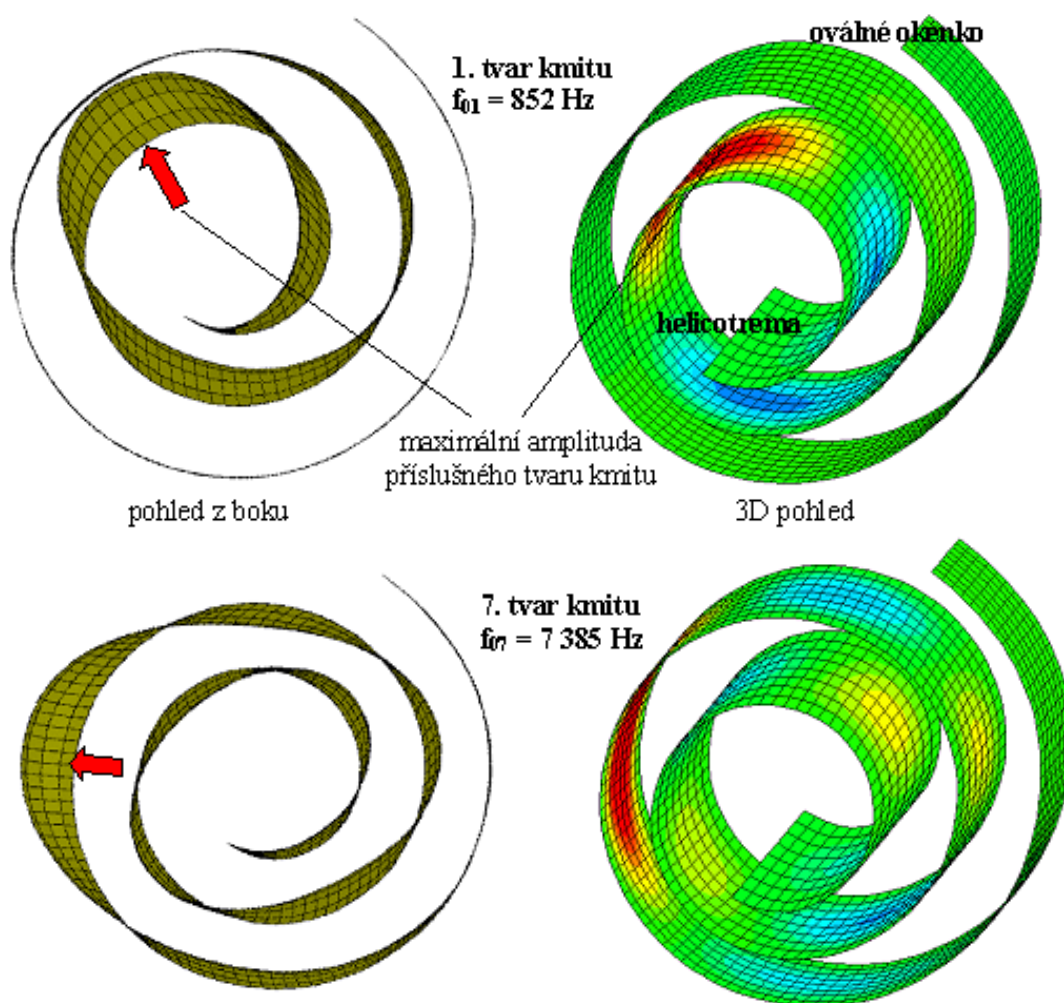 oválné okénko
1. tvar kmitu
f01 = 852 Hz
helicotrema
maximální amplituda
příslušného tvaru kmitu
pohled z boku
3D pohled
7. tvar kmitu
f07 = 7 385 Hz